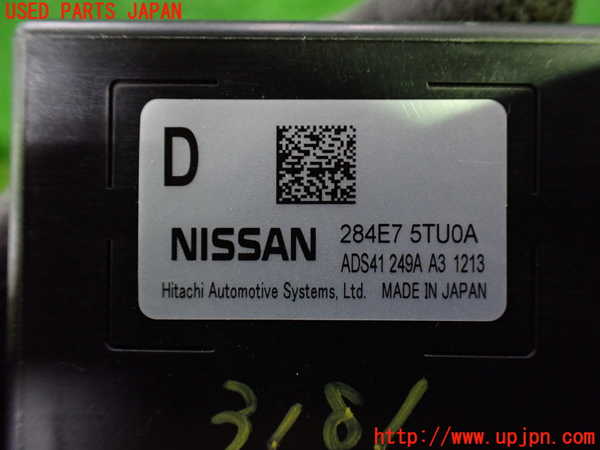 USED PARTS JAPAN
D
NISSAN
284E7 5TU0A
ADS41 249A A3 1213
Hitachi Automotive Systems, Ltd. MADE IN JAPAN
3181
http://www.upjpn.com/